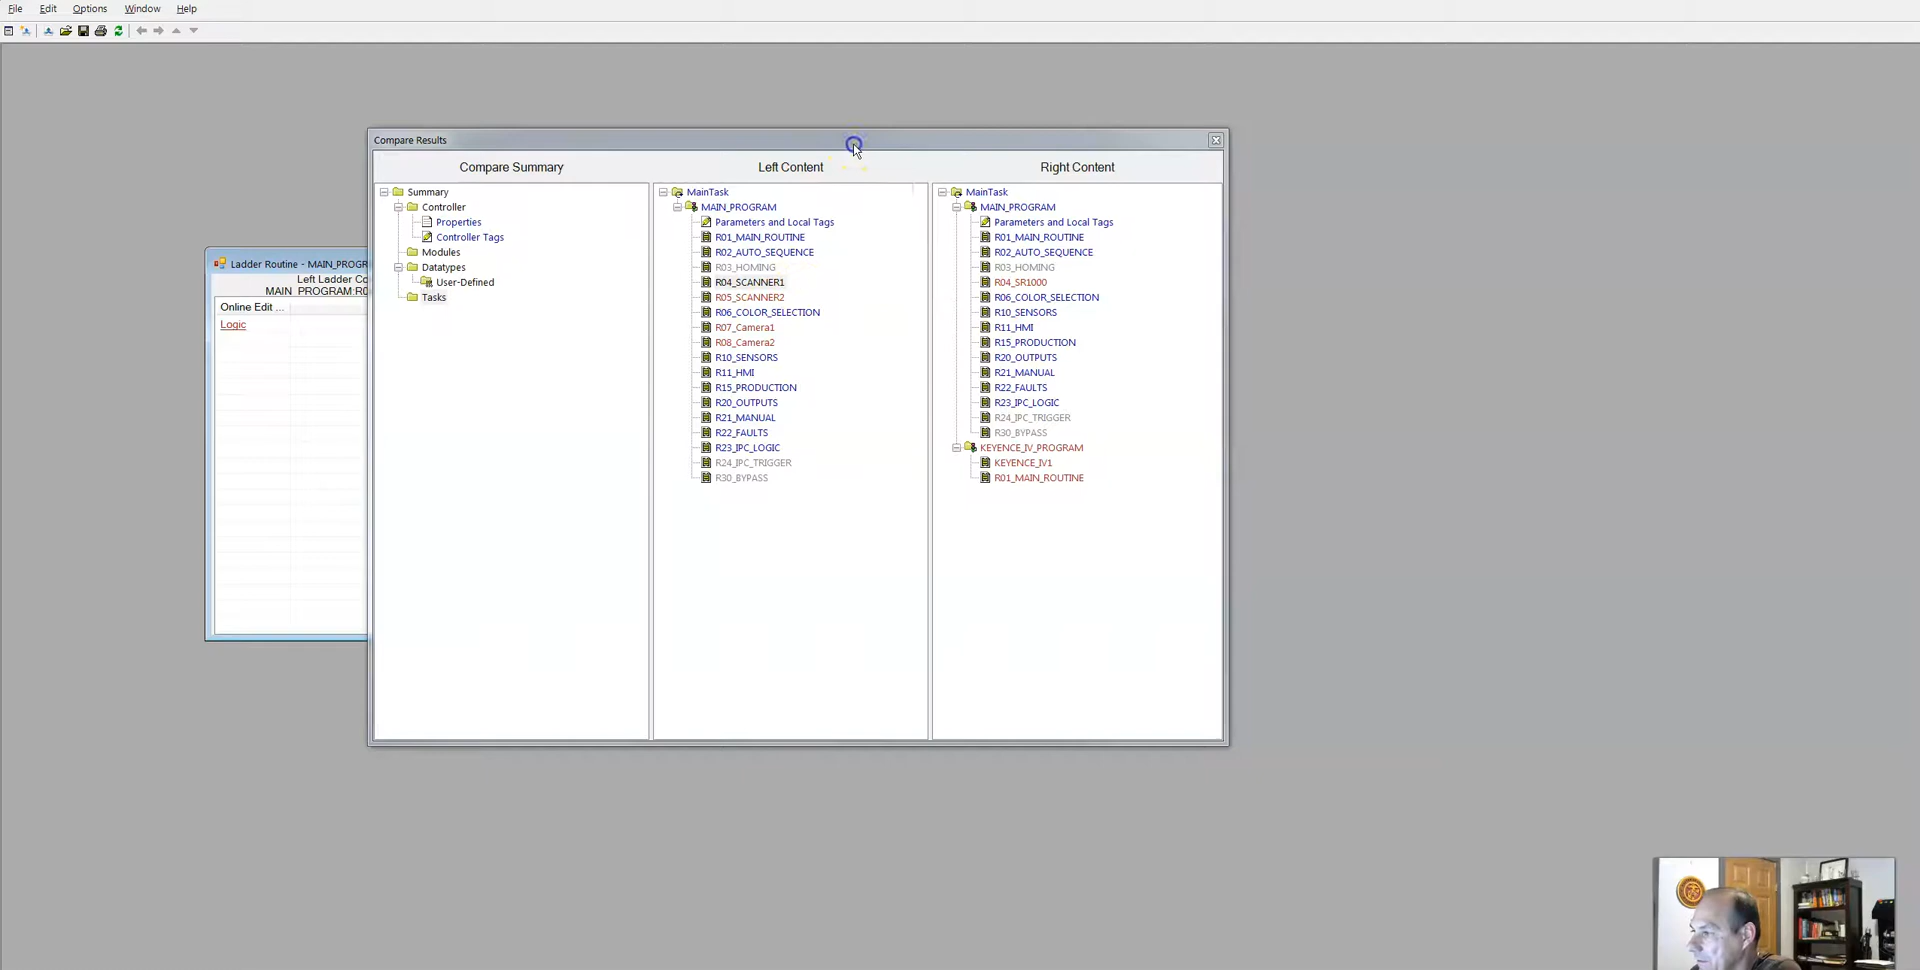 File Edit Options Window Help
Compare Results
Compare Summary
Left Content
Right Content
Summary
Controller
Properties
Controller Tags
Modules
Datatypes
User-Defined
Tasks
MainTask
MAIN_PROGRAM
Parameters and Local Tags
R01_MAIN_ROUTINE
R02_AUTO_SEQUENCE
R03_HOMING
R04_SCANNER1
R05_SCANNER2
R06_COLOR_SELECTION
R07_Camera1
R08_Camera2
R10_SENSORS
R11_HMI
R15_PRODUCTION
R20_OUTPUTS
R21_MANUAL
R22_FAULTS
R23_IPC_LOGIC
R24_IPC_TRIGGER
R30_BYPASS
MainTask
MAIN_PROGRAM
Parameters and Local Tags
R01_MAIN_ROUTINE
R02_AUTO_SEQUENCE
R03_HOMING
R04_SR1000
R06_COLOR_SELECTION
R10_SENSORS
R11_HMI
R15_PRODUCTION
R20_OUTPUTS
R21_MANUAL
R22_FAULTS
R23_IPC_LOGIC
R24_IPC_TRIGGER
R30_BYPASS
KEYENCE_IV_PROGRAM
KEYENCE_IV1
R01_MAIN_ROUTINE
Ladder Routine - MAIN_PROGR
Left Ladder Co
MAIN_PROGRAM:R0
Online Edit ...
Logic